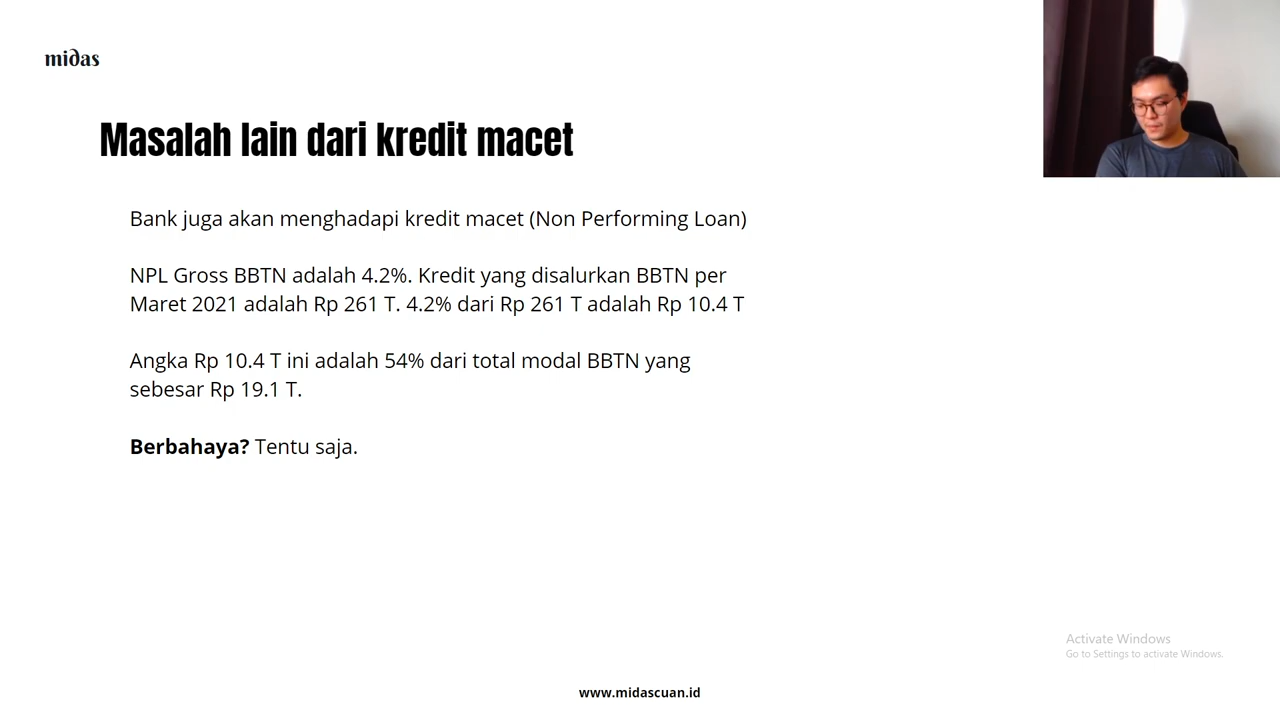 midas
Masalah lain dari kredit macet
Bank juga akan menghadapi kredit macet (Non Performing Loan)
NPL Gross BBTN adalah 4.2%. Kredit yang disalurkan BBTN per
Maret 2021 adalah Rp 261 T. 4.2% dari Rp 261 T adalah Rp 10.4 T
Angka Rp 10.4 T ini adalah 54% dari total modal BBTN yang
sebesar Rp 19.1 T.
Berbahaya? Tentu saja.
Activate Windows
Go to Settings to activate Windows.
www.midascuan.id